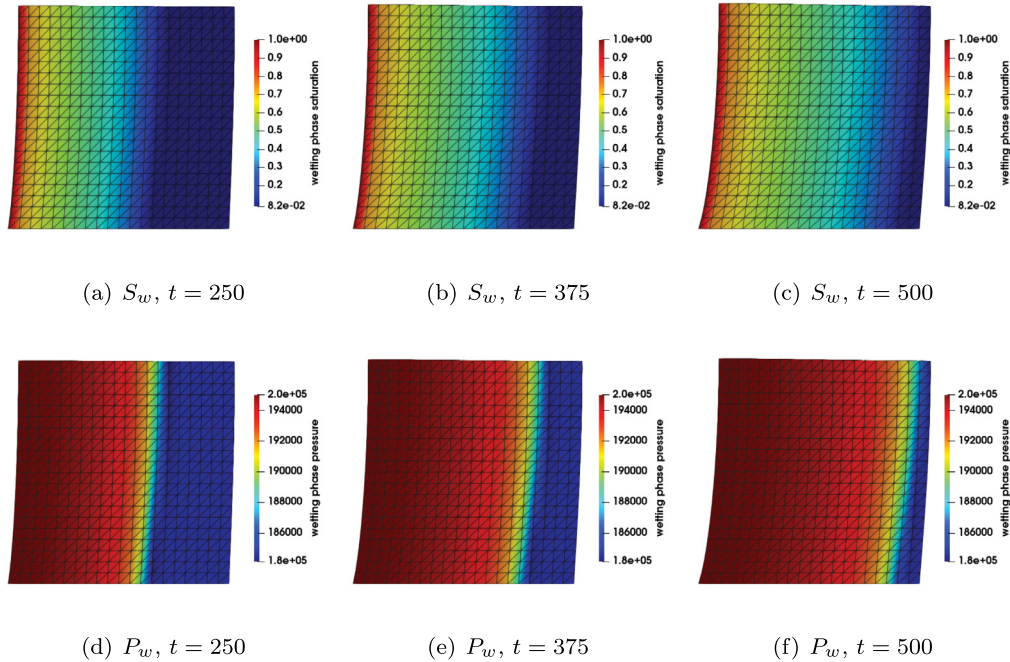 1.0e+00
0.9
0.8
0.7
0.6
0.5
0.4
0.3
0.2
8.2e-02
wetting phase saturation
1.0e+00
0.9
0.8
0.7
0.6
0.5
0.4
0.3
0.2
8.2e-02
wetting phase saturation
1.0e+00
0.9
0.8
0.7
0.6
0.5
0.4
0.3
0.2
8.2e-02
wetting phase saturation
(a) $S_w$, $t = 250$
(b) $S_w$, $t = 375$
(c) $S_w$, $t = 500$
2.0e+05
194000
192000
190000
188000
186000
1.8e+05
wetting phase pressure
2.0e+05
194000
192000
190000
188000
186000
1.8e+05
wetting phase pressure
2.0e+05
194000
192000
190000
188000
186000
1.8e+05
wetting phase pressure
(d) $P_w$, $t = 250$
(e) $P_w$, $t = 375$
(f) $P_w$, $t = 500$